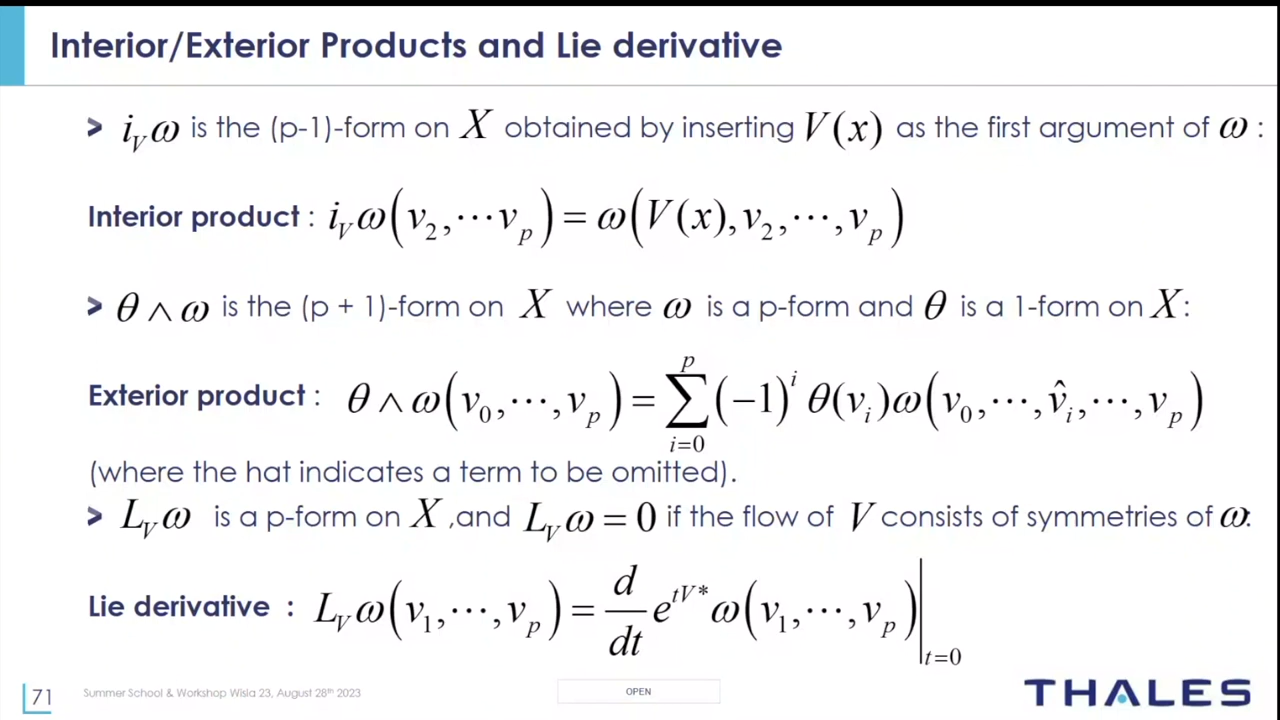 Interior/Exterior Products and Lie derivative
> i_V ω is the (p-1)-form on X obtained by inserting V(x) as the first argument of ω :
Interior product : i_V ω(v_2,⋯v_p) = ω(V(x),v_2,⋯,v_p)
> θ ∧ ω is the (p + 1)-form on X where ω is a p-form and θ is a 1-form on X:
Exterior product : θ ∧ ω(v_0,⋯,v_p) = ∑_{i=0}^{p} (−1)^i θ(v_i)ω(v_0,⋯,v̂_i,⋯,v_p)
(where the hat indicates a term to be omitted).
> L_V ω is a p-form on X ,and L_V ω = 0 if the flow of V consists of symmetries of ω:
Lie derivative : L_V ω(v_1,⋯,v_p) = d/dt e^{tV*} ω(v_1,⋯,v_p)|_{t=0}
71 Summer School & Workshop Wisla 23, August 28th 2023
OPEN
THALES